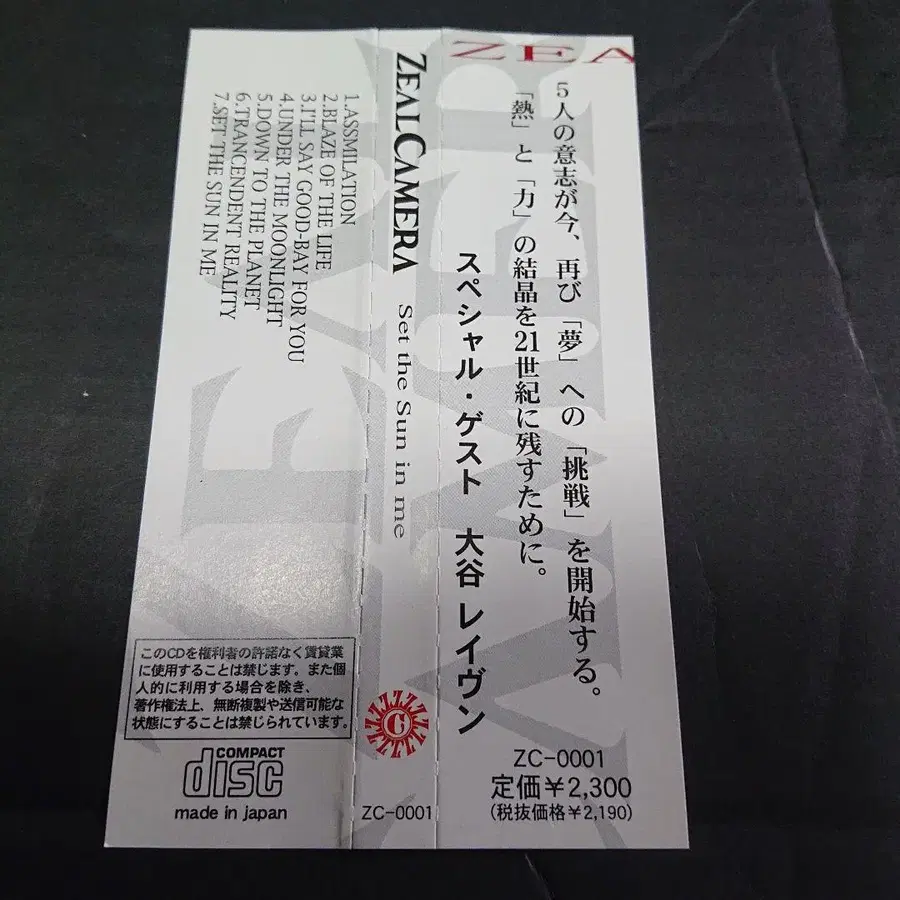 ZEA
5人の意志が今、再び「夢」への「挑戦」を開始する。
「熱」と「力」の結晶を21世紀に残すために。
スペシャル・ゲスト 大谷 レイヴン
ZC-0001
定価¥2,300
(税抜価格¥2,190)
ZEAL CAMERA Set the Sun in me
ZC-0001
1.ASSMILATION
2.BLAZE OF THE LIFE
3.I'LL SAY GOOD-BAY FOR YOU
4.UNDER THE MOONLIGHT
5.DOWN TO THE PLANET
6.TRANCENDENT REALITY
7.SET THE SUN IN ME
このCDを権利者の許諾なく賃貸業
に使用することは禁じます。また個
人的に利用する場合を除き、
著作権法上、無断複製や送信可能な
状態にすることは禁じられています。
COMPACT
disc
made in japan